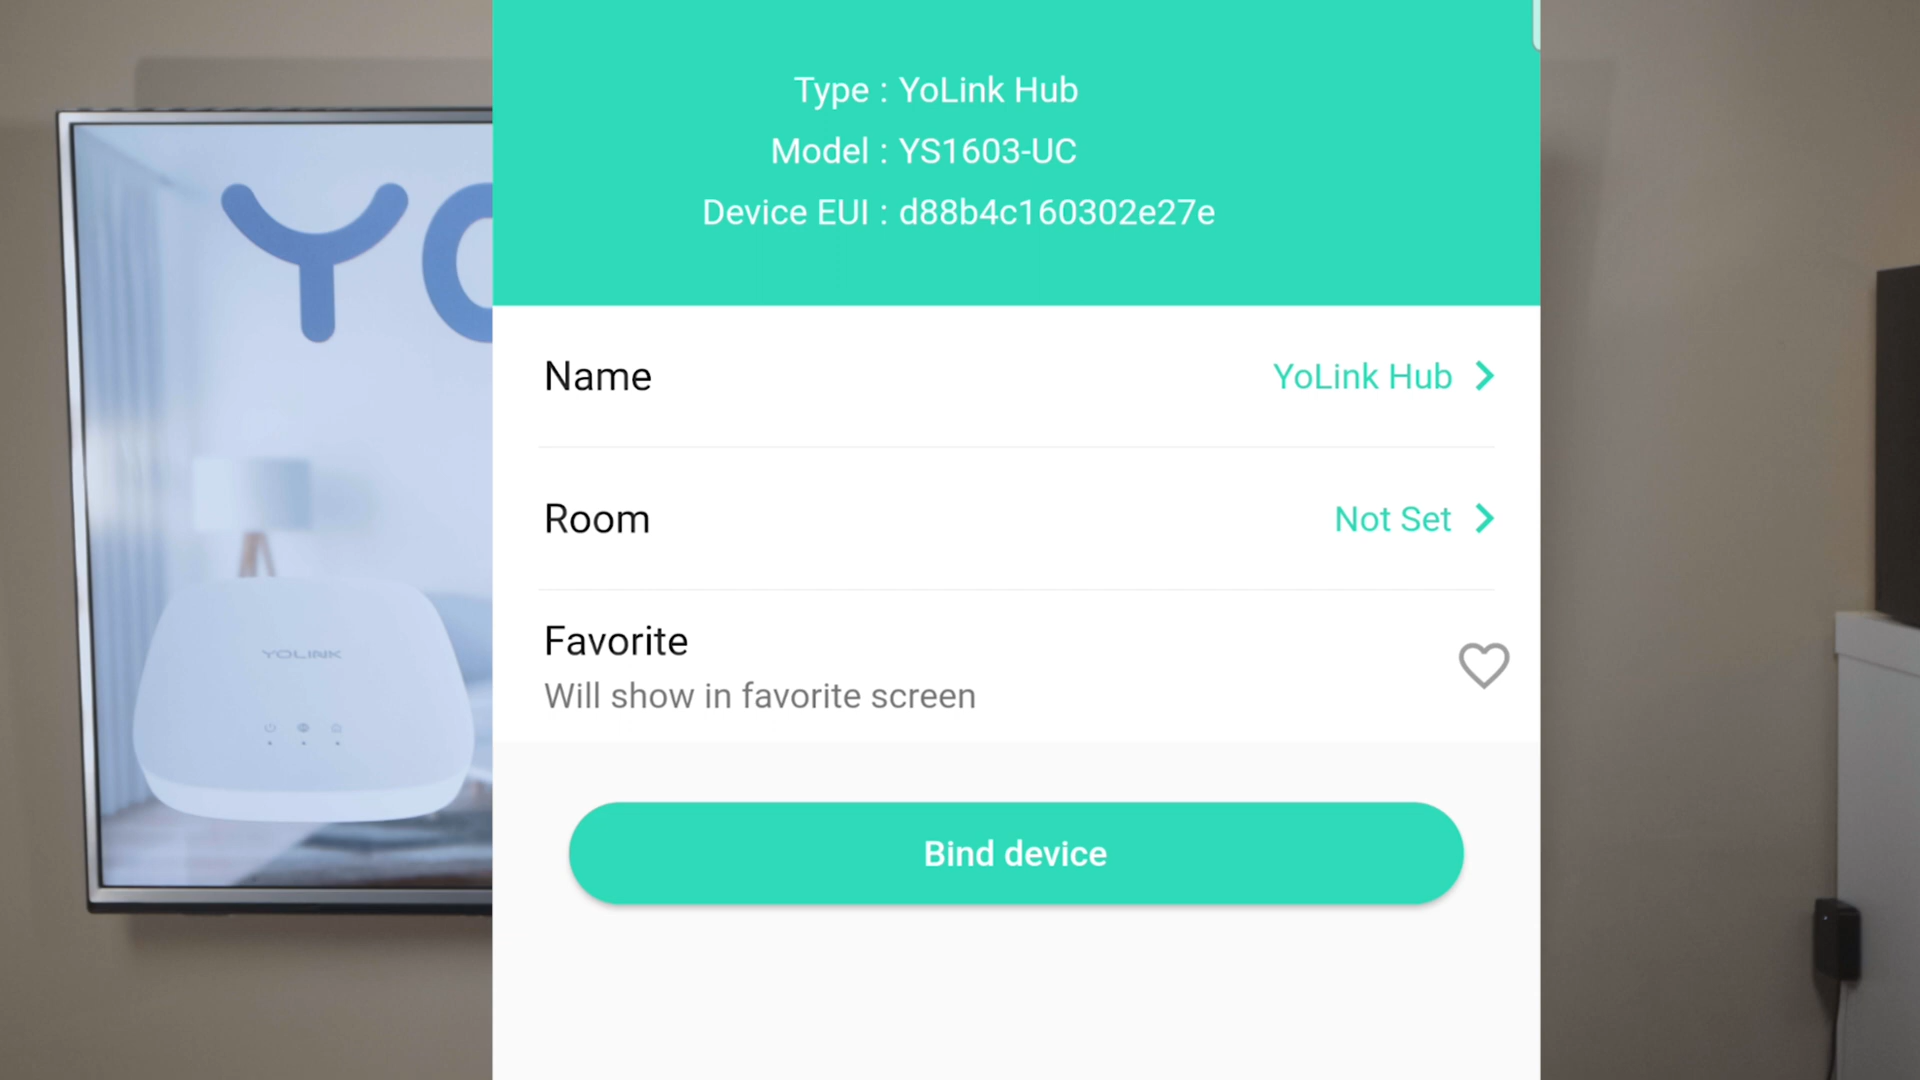 Type : YoLink Hub
Model : YS1603-UC
Device EUI : d88b4c160302e27e
YO
Name
YoLink Hub
Room
Not Set
Favorite
Will show in favorite screen
YOLINK
Bind device